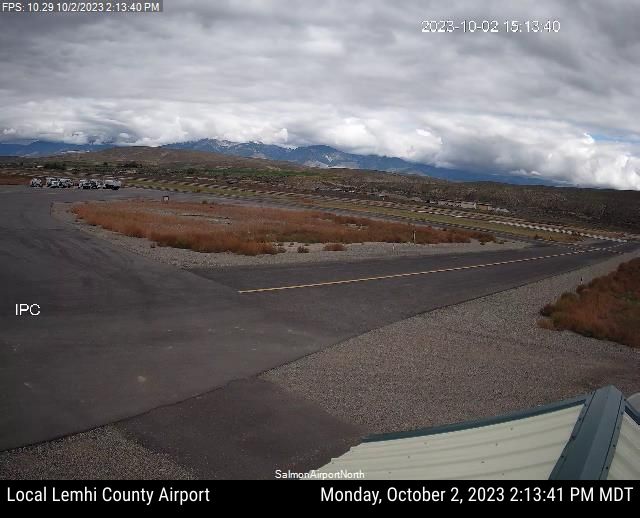 FPS: 10.29 10/2/2023 2:13:40 PM
2023-10-02 15:13:40
IPC
SalmonAirportNorth
Local Lemhi County Airport
Monday, October 2, 2023 2:13:41 PM MDT